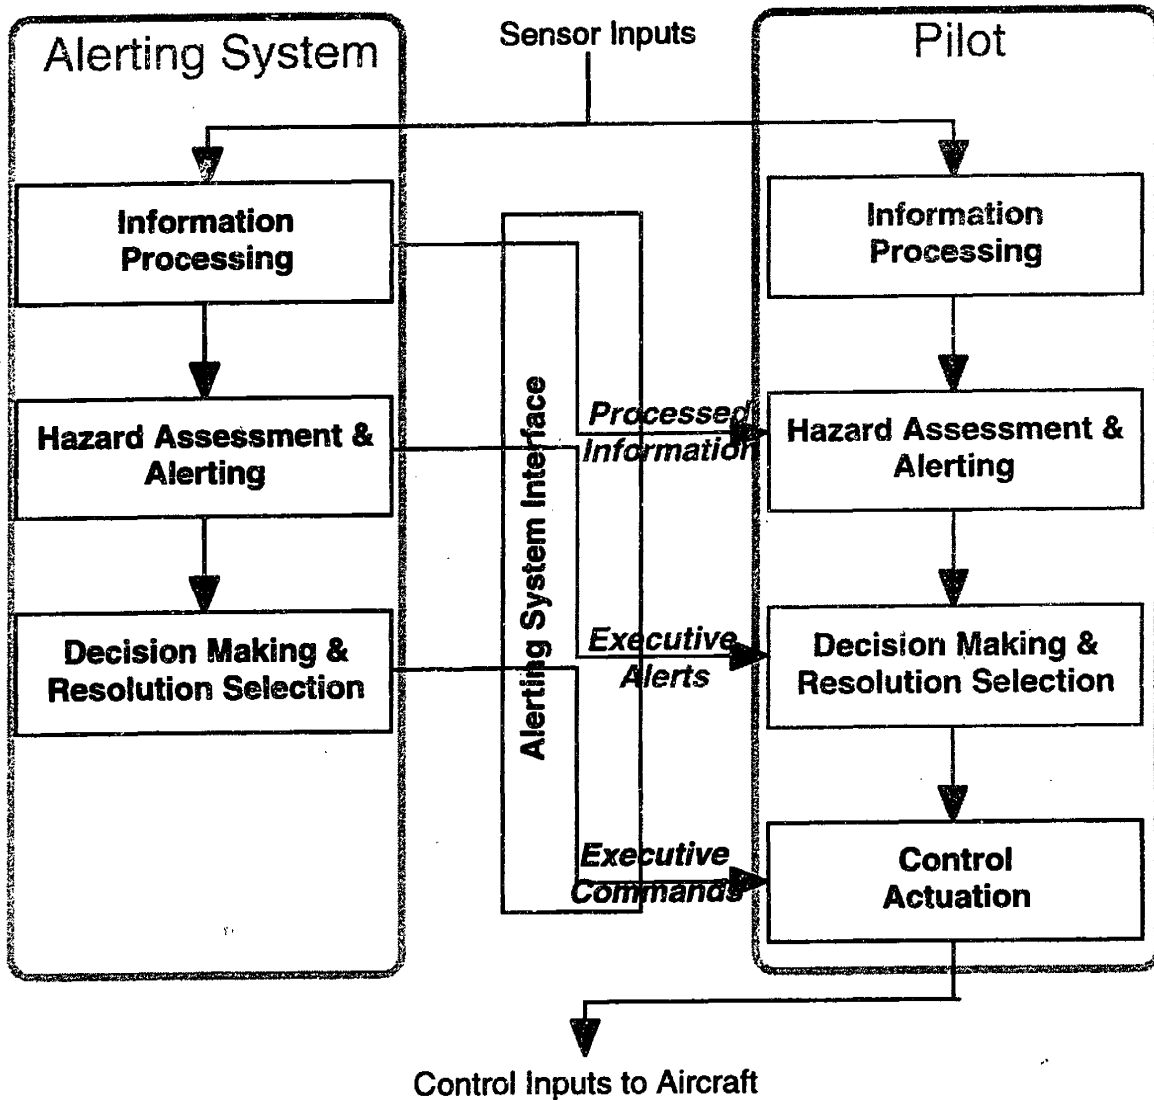 Sensor Inputs
Alerting System
Pilot
Information
Processing
Information
Processing
Hazard Assessment &
Alerting
Processed
Information
Hazard Assessment &
Alerting
Alerting System Interface
Decision Making &
Resolution Selection
Executive
Alerts
Decision Making &
Resolution Selection
Executive
Commands
Control
Actuation
Control Inputs to Aircraft